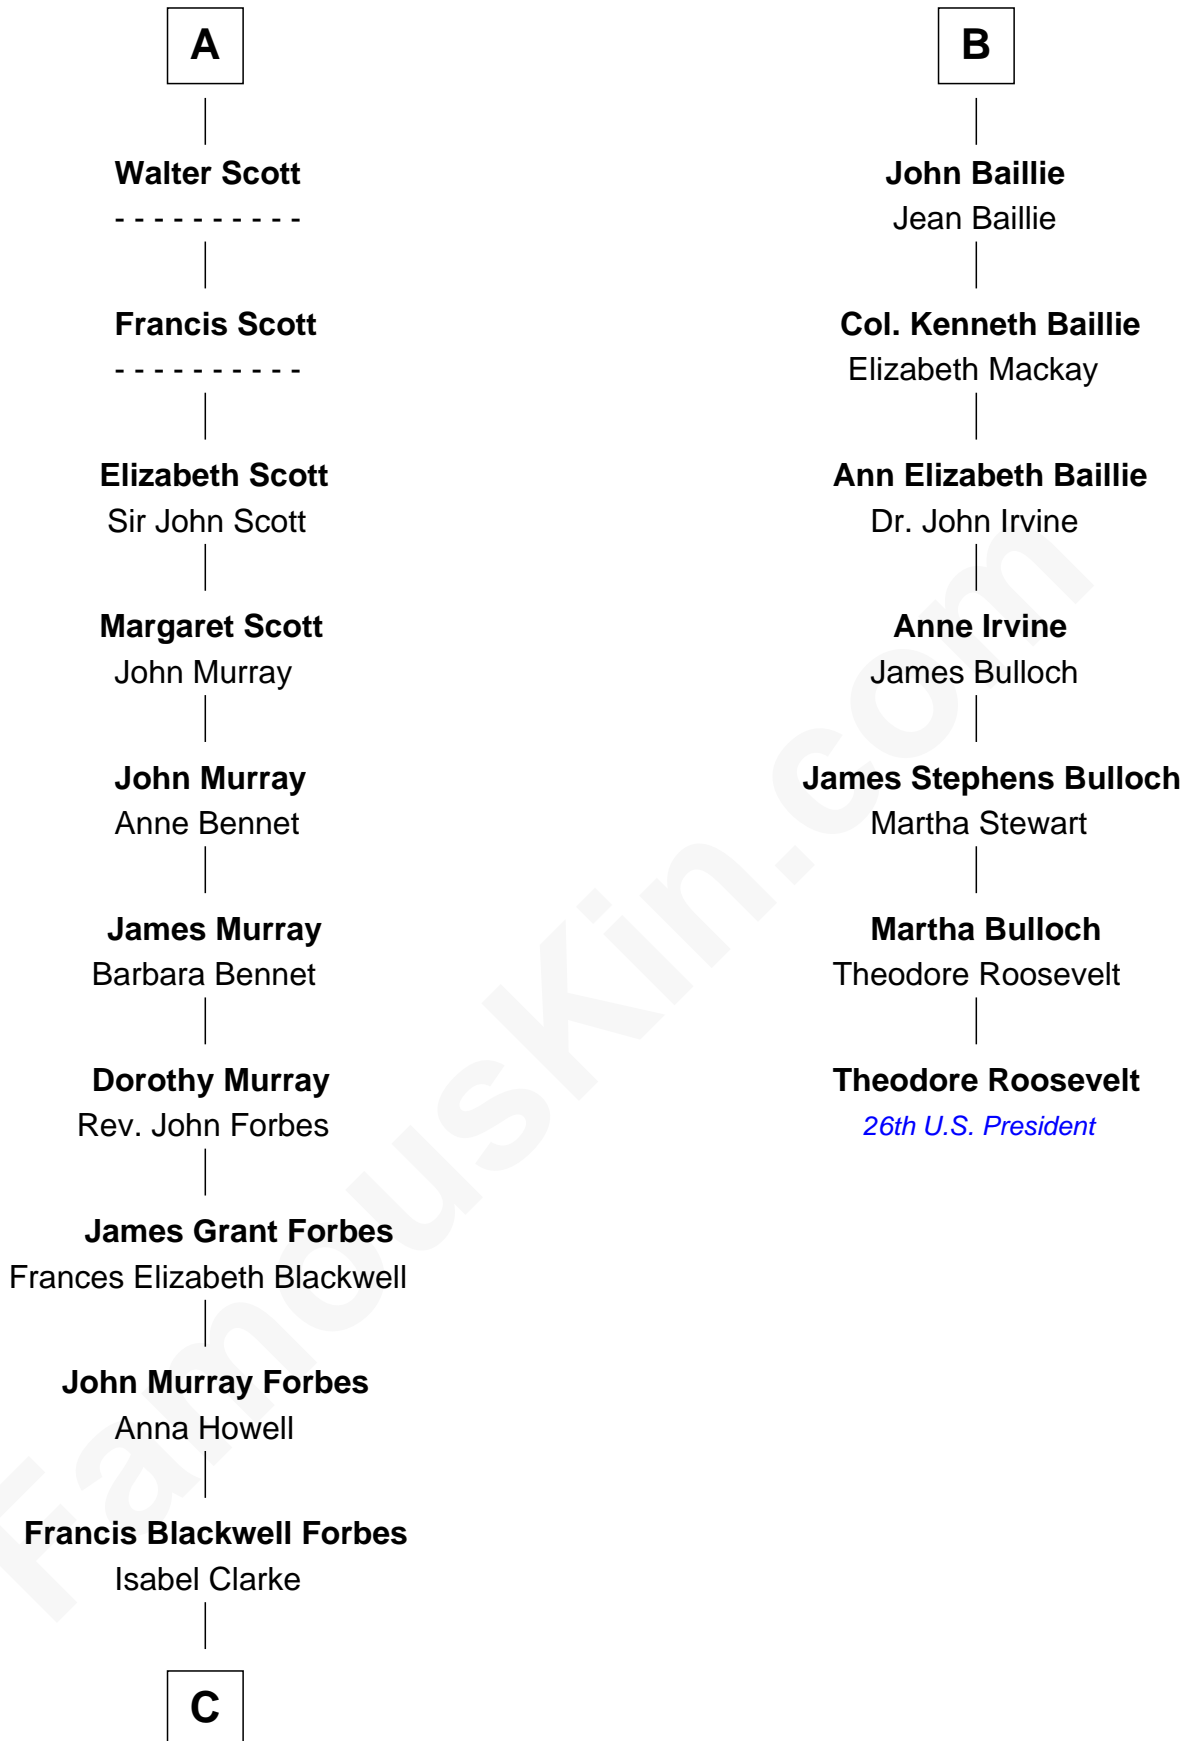 A
Walter Scott
- - - - - - - - - -
Francis Scott
- - - - - - - - - -
Elizabeth Scott
Sir John Scott
Margaret Scott
John Murray
John Murray
Anne Bennet
James Murray
Barbara Bennet
Dorothy Murray
Rev. John Forbes
James Grant Forbes
Frances Elizabeth Blackwell
John Murray Forbes
Anna Howell
Francis Blackwell Forbes
Isabel Clarke
C
B
John Baillie
Jean Baillie
Col. Kenneth Baillie
Elizabeth Mackay
Ann Elizabeth Baillie
Dr. John Irvine
Anne Irvine
James Bulloch
James Stephens Bulloch
Martha Stewart
Martha Bulloch
Theodore Roosevelt
Theodore Roosevelt
26th U.S. President
FamousKin.com